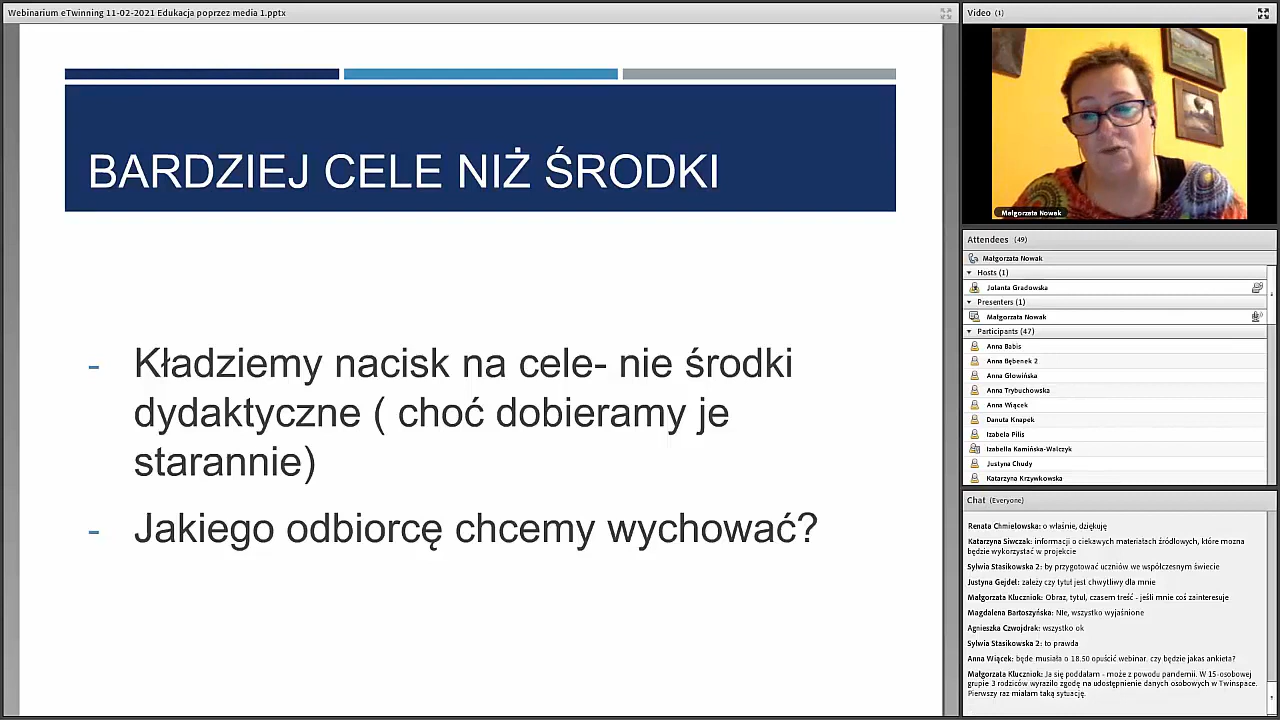 Webinarium eTwinning 11-02-2021 Edukacja poprzez media 1.pptx
BARDZIEJ CELE NIŻ ŚRODKI
- Kładziemy nacisk na cele- nie środki
dydaktyczne ( choć dobieramy je
starannie)
- Jakiego odbiorcę chcemy wychować?
Video (1)
Małgorzata Nowak
Attendees (49)
Małgorzata Nowak
Hosts (1)
Jolanta Gradowska
Presenters (1)
Małgorzata Nowak
Participants (47)
Anna Babis
Anna Bębenek 2
Anna Głowińska
Anna Trybuchowska
Anna Wiącek
Danuta Knapek
Izabela Pilis
Izabella Kamińska-Walczyk
Justyna Chudy
Katarzyna Krzywkowska
Chat (Everyone)
Renata Chmielowska: o właśnie, dziękuję
Katarzyna Siwczak: informacji o ciekawych materiałach źródłowych, które mozna
będzie wykorzystać w projekcie
Sylwia Stasikowska 2: by przygotować uczniów we współczesnym świecie
Justyna Gejdel: zależy czy tytuł jest chwytliwy dla mnie
Małgorzata Kluczniok: Obraz, tytul, czasem treść - jeśli mnie coś zainteresuje
Magdalena Bartoszyńska: Nie, wszystko wyjaśnione
Agnieszka Czwojdrak: wszystko ok
Sylwia Stasikowska 2: to prawda
Anna Wiącek: będe musiała o 18.50 opuścić webinar. czy będzie jakas ankieta?
Małgorzata Kluczniok: Ja się poddałam - może z powodu pandemii. W 15-osobowej
grupie 3 rodziców wyraziło zgodę na udostępnienie danych osobowych w Twinspace.
Pierwszy raz miałam taką sytuację.